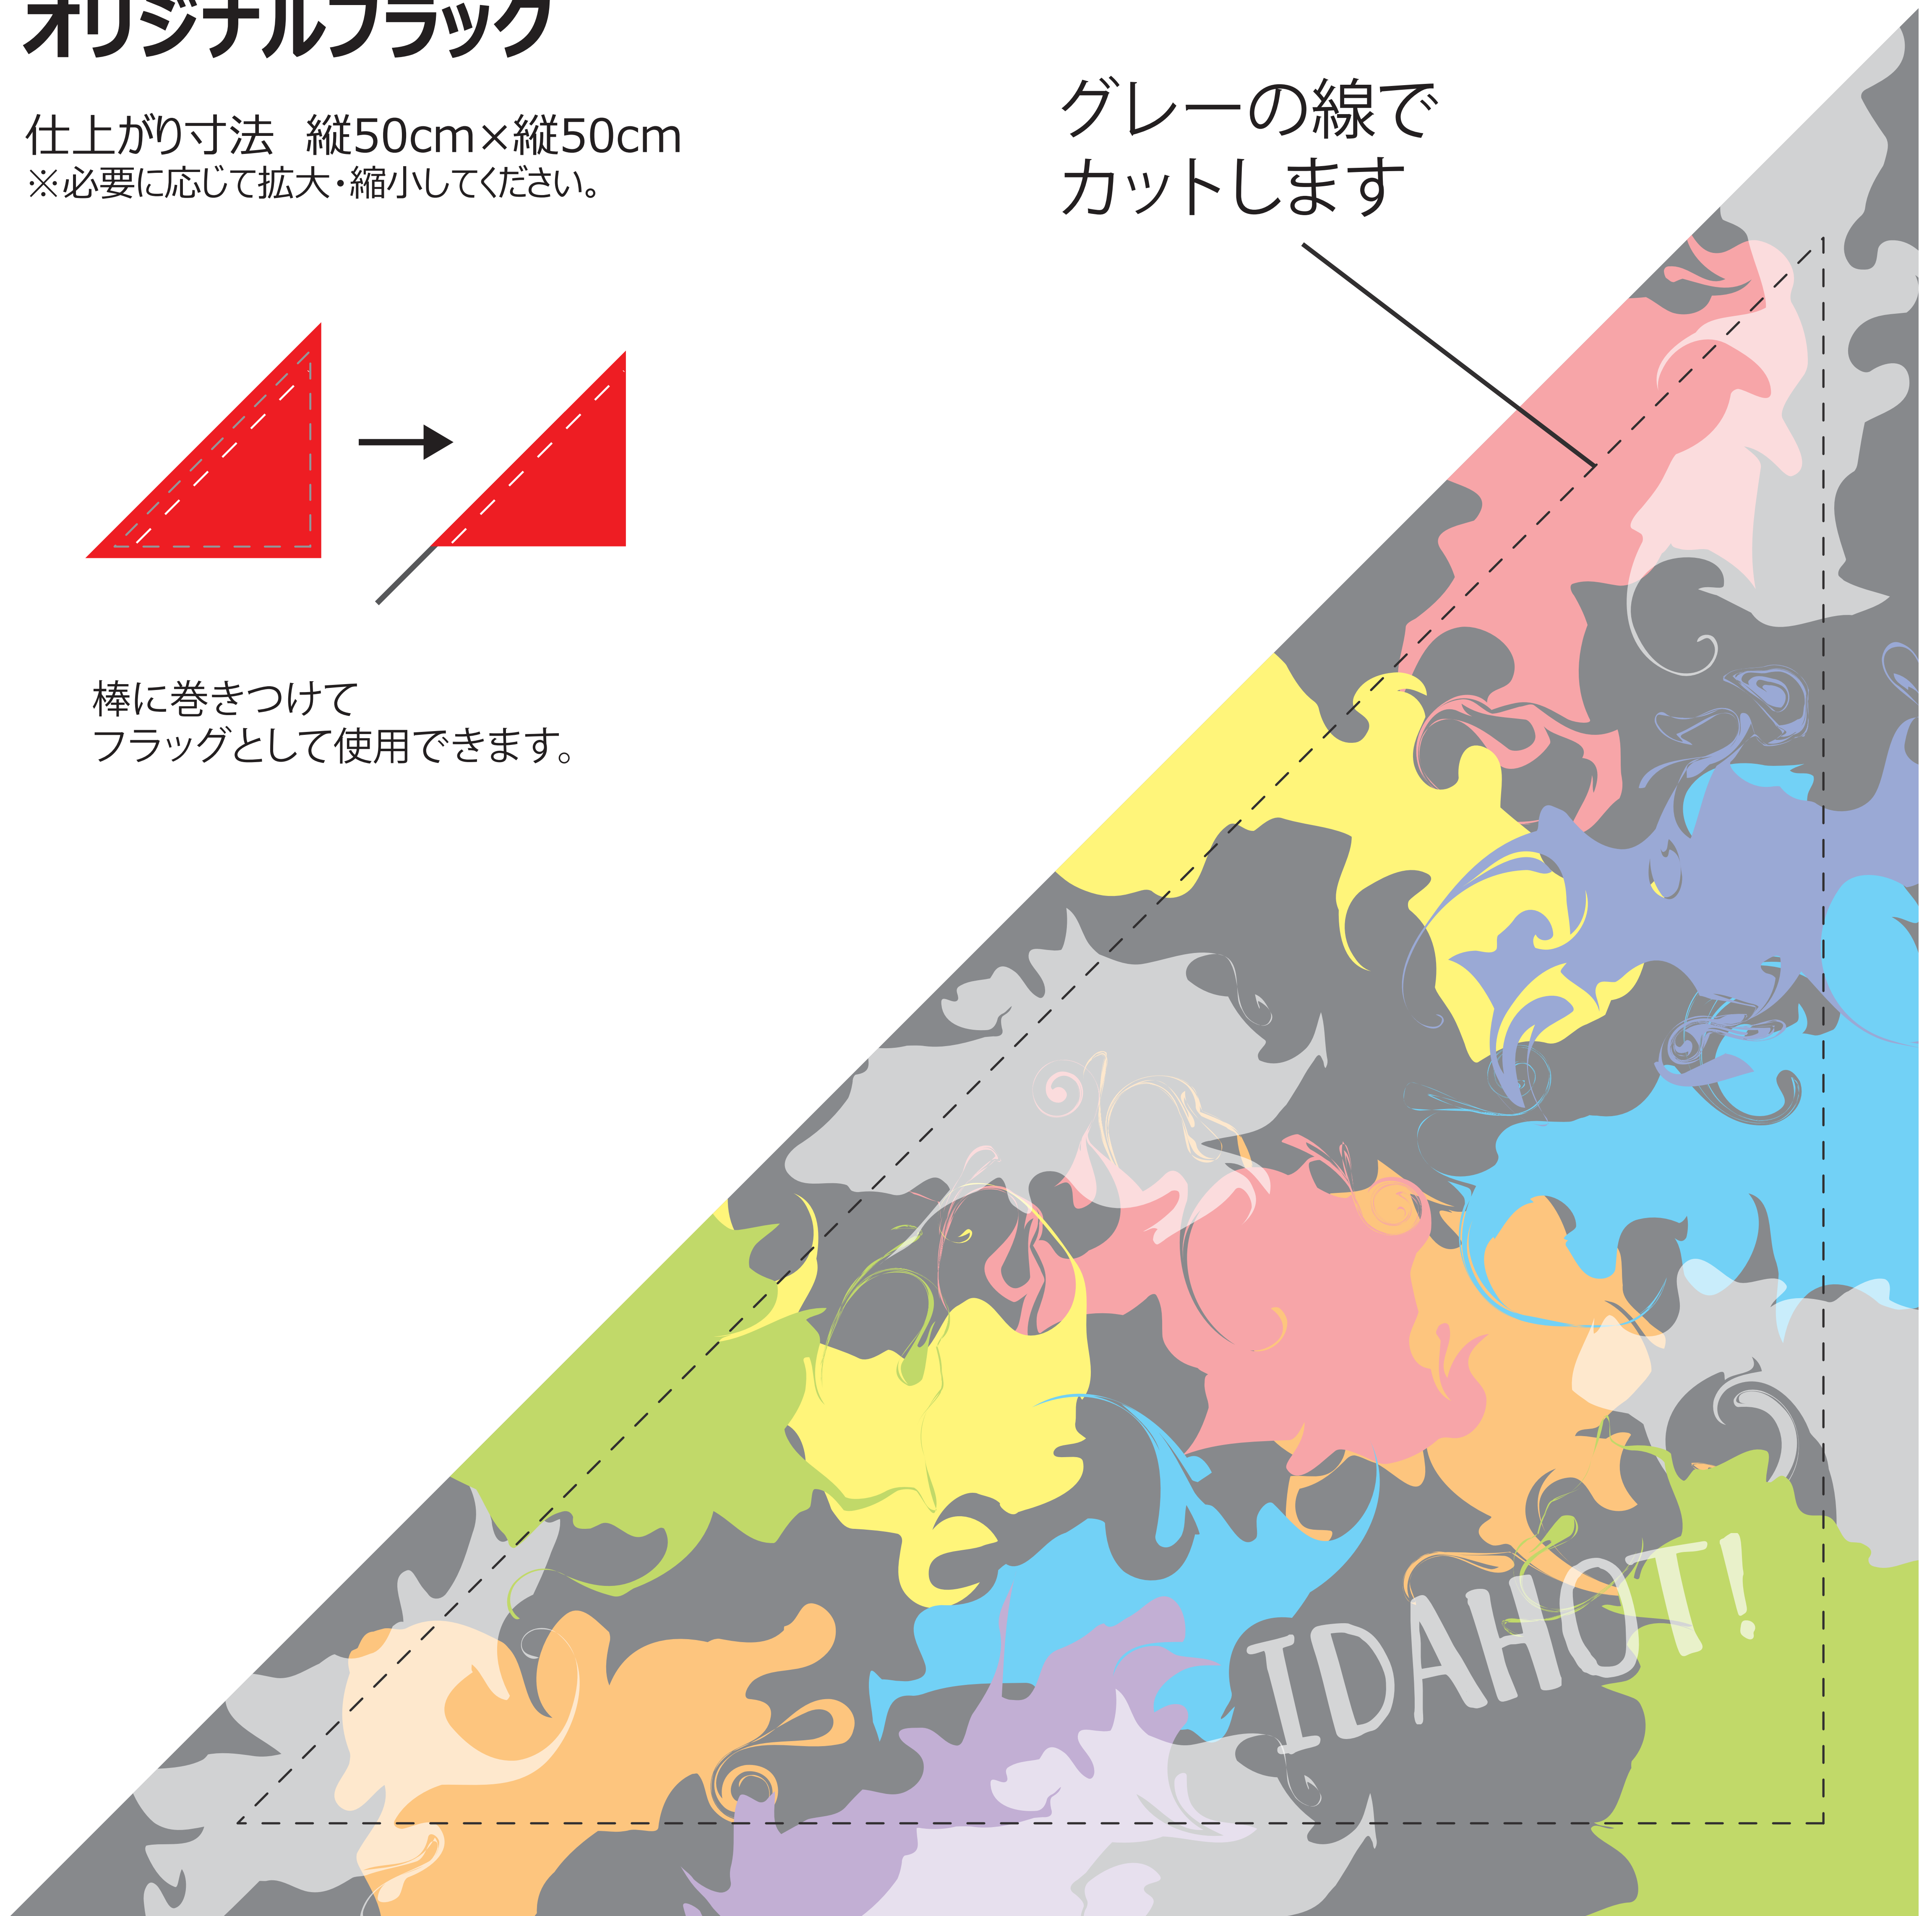 オリジナルフラッグ
仕上がり寸法 縦50cm×縦50cm
※必要に応じて拡大・縮小してください。
グレーの線で
カットします
棒に巻きつけて
フラッグとして使用できます。
IDAHOT!